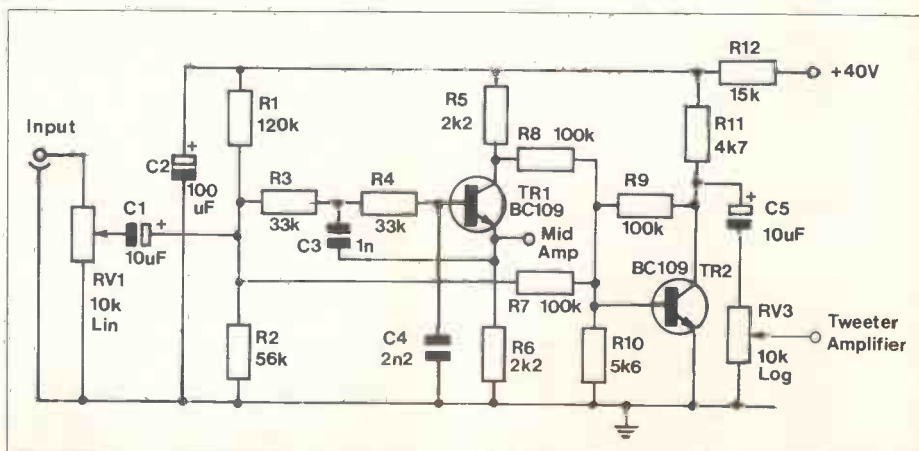 R12
+40V
15k
Input
R1
120k
R5
2k2
R8 100k
R11
4k7
C2
+
100
uF
R3
33k
R4
33k
TR1
BC109
R9
100k
+
C5
10uF
C1
+
10uF
C3
1n
Mid
Amp
BC109
TR2
RV1
10k
Lin
R7
100k
RV3
10k
Log
Tweeter
Amplifier
R2
56k
C4
2n2
R6
2k2
R10
5k6